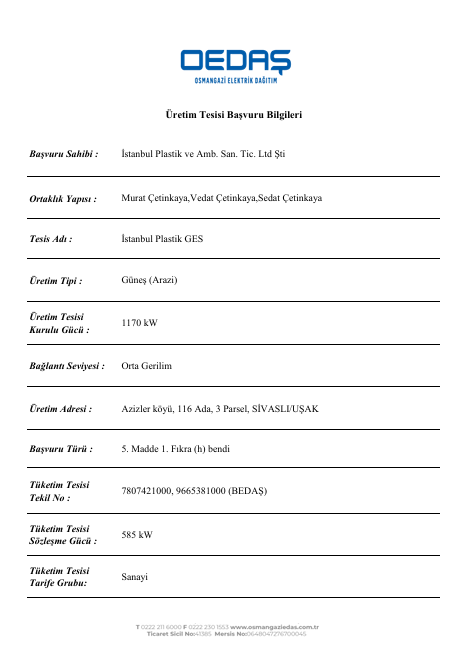 OEDAŞ
OSMANGAZİ ELEKTRİK DAĞITIM
Üretim Tesisi Başvuru Bilgileri
Başvuru Sahibi : İstanbul Plastik ve Amb. San. Tic. Ltd Şti
Ortaklık Yapısı : Murat Çetinkaya,Vedat Çetinkaya,Sedat Çetinkaya
Tesis Adı : İstanbul Plastik GES
Üretim Tipi : Güneş (Arazi)
Üretim Tesisi
Kurulu Gücü : 1170 kW
Bağlantı Seviyesi : Orta Gerilim
Üretim Adresi : Azizler köyü, 116 Ada, 3 Parsel, SİVASLI/UŞAK
Başvuru Türü : 5. Madde 1. Fıkra (h) bendi
Tüketim Tesisi
Tekil No : 7807421000, 9665381000 (BEDAŞ)
Tüketim Tesisi
Sözleşme Gücü : 585 kW
Tüketim Tesisi
Tarife Grubu: Sanayi
T 0222 211 6000 F 0222 230 1553 www.osmangaziedas.com.tr
Ticaret Sicil No:41385 Mersis No:0648047276700045